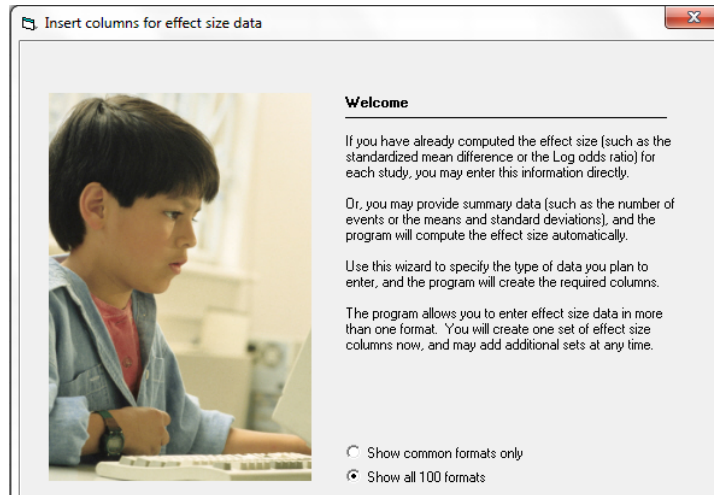 Insert columns for effect size data
Welcome
If you have already computed the effect size (such as the
standardized mean difference or the Log odds ratio) for
each study, you may enter this information directly.
Or, you may provide summary data (such as the number of
events or the means and standard deviations), and the
program will compute the effect size automatically.
Use this wizard to specify the type of data you plan to
enter, and the program will create the required columns.
The program allows you to enter effect size data in more
than one format.  You will create one set of effect size
columns now, and may add additional sets at any time.
Show common formats only
Show all 100 formats